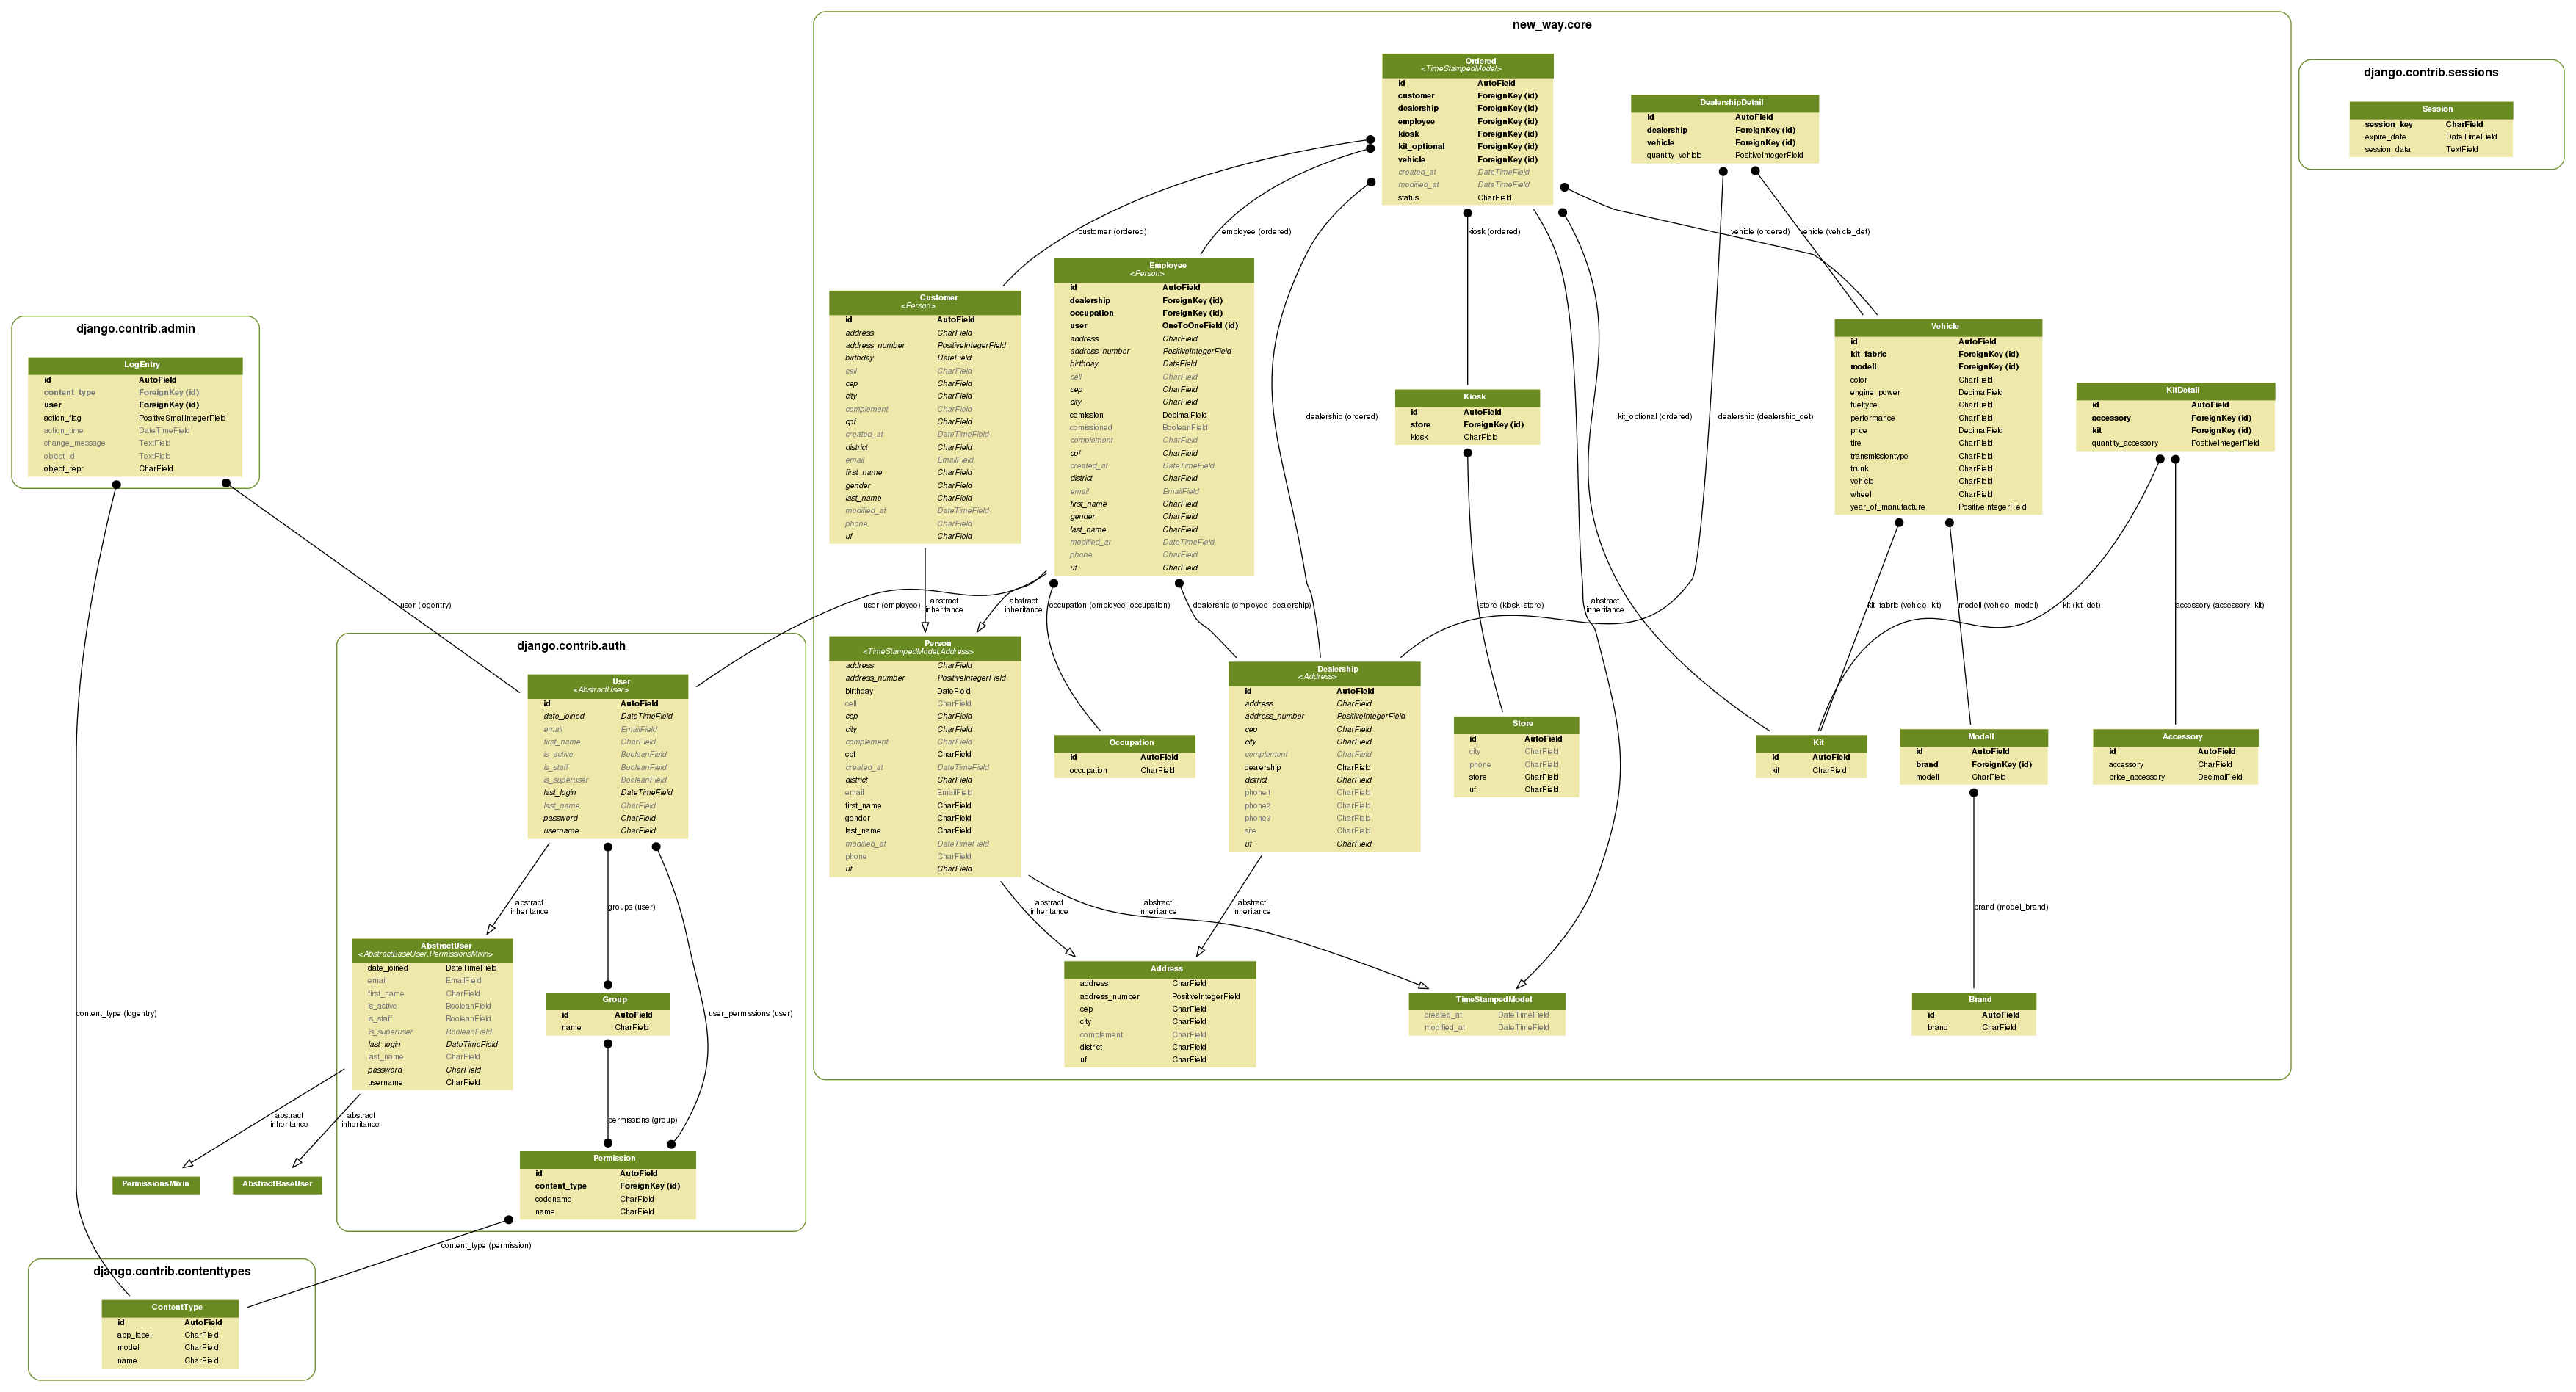 new_way.core
Ordered
<TimeStampedModel>
id AutoField
customer ForeignKey (id)
dealership ForeignKey (id)
employee ForeignKey (id)
kiosk ForeignKey (id)
kit_optional ForeignKey (id)
vehicle ForeignKey (id)
created_at DateTimeField
modified_at DateTimeField
status CharField
DealershipDetail
id AutoField
dealership ForeignKey (id)
vehicle ForeignKey (id)
quantity_vehicle PositiveIntegerField
django.contrib.sessions
Session
session_key CharField
expire_date DateTimeField
session_data TextField
customer (ordered)
employee (ordered)
kiosk (ordered)
vehicle (ordered)
vehicle (vehicle_det)
Customer
<Person>
id AutoField
address CharField
address_number PositiveIntegerField
birthday DateField
cell CharField
cep CharField
city CharField
complement CharField
cpf CharField
created_at DateTimeField
district CharField
email EmailField
first_name CharField
gender CharField
last_name CharField
modified_at DateTimeField
phone CharField
uf CharField
Employee
<Person>
id AutoField
dealership ForeignKey (id)
occupation ForeignKey (id)
user OneToOneField (id)
address CharField
address_number PositiveIntegerField
birthday DateField
cell CharField
cep CharField
city CharField
comission DecimalField
comissioned BooleanField
complement CharField
cpf CharField
created_at DateTimeField
district CharField
email EmailField
first_name CharField
gender CharField
last_name CharField
modified_at DateTimeField
phone CharField
uf CharField
dealership (ordered)
Kiosk
id AutoField
store ForeignKey (id)
kiosk CharField
kit_optional (ordered)
dealership (dealership_det)
Vehicle
id AutoField
kit_fabric ForeignKey (id)
modell ForeignKey (id)
color CharField
engine_power DecimalField
fueltype CharField
performance CharField
price DecimalField
tire CharField
transmissiontype CharField
trunk CharField
vehicle CharField
wheel CharField
year_of_manufacture PositiveIntegerField
KitDetail
id AutoField
accessory ForeignKey (id)
kit ForeignKey (id)
quantity_accessory PositiveIntegerField
django.contrib.admin
LogEntry
id AutoField
content_type ForeignKey (id)
user ForeignKey (id)
action_flag PositiveSmallIntegerField
action_time DateTimeField
change_message TextField
object_id TextField
object_repr CharField
user (logentry)
user (employee)
abstract
inheritance
abstract
inheritance
occupation (employee_occupation)
dealership (employee_dealership)
store (kiosk_store)
abstract
inheritance
kit_fabric (vehicle_kit)
modell (vehicle_model)
kit (kit_det)
accessory (accessory_kit)
django.contrib.auth
User
<AbstractUser>
id AutoField
date_joined DateTimeField
email EmailField
first_name CharField
is_active BooleanField
is_staff BooleanField
is_superuser BooleanField
last_login DateTimeField
last_name CharField
password CharField
username CharField
Person
<TimeStampedModel,Address>
address CharField
address_number PositiveIntegerField
birthday DateField
cell CharField
cep CharField
city CharField
complement CharField
cpf CharField
created_at DateTimeField
district CharField
email EmailField
first_name CharField
gender CharField
last_name CharField
modified_at DateTimeField
phone CharField
uf CharField
Occupation
id AutoField
occupation CharField
Dealership
<Address>
id AutoField
address CharField
address_number PositiveIntegerField
cep CharField
city CharField
complement CharField
dealership CharField
district CharField
phone1 CharField
phone2 CharField
phone3 CharField
site CharField
uf CharField
Store
id AutoField
city CharField
phone CharField
store CharField
uf CharField
Kit
id AutoField
kit CharField
Modell
id AutoField
brand ForeignKey (id)
modell CharField
Accessory
id AutoField
accessory CharField
price_accessory DecimalField
abstract
inheritance
groups (user)
abstract
inheritance
abstract
inheritance
abstract
inheritance
brand (model_brand)
AbstractUser
<AbstractBaseUser,PermissionsMixin>
date_joined DateTimeField
email EmailField
first_name CharField
is_active BooleanField
is_staff BooleanField
is_superuser BooleanField
last_login DateTimeField
last_name CharField
password CharField
username CharField
Group
id AutoField
name CharField
content_type (logentry)
user_permissions (user)
Address
address CharField
address_number PositiveIntegerField
cep CharField
city CharField
complement CharField
district CharField
uf CharField
TimeStampedModel
created_at DateTimeField
modified_at DateTimeField
Brand
id AutoField
brand CharField
abstract
inheritance
abstract
inheritance
permissions (group)
PermissionsMixin
AbstractBaseUser
Permission
id AutoField
content_type ForeignKey (id)
codename CharField
name CharField
content_type (permission)
django.contrib.contenttypes
ContentType
id AutoField
app_label CharField
model CharField
name CharField